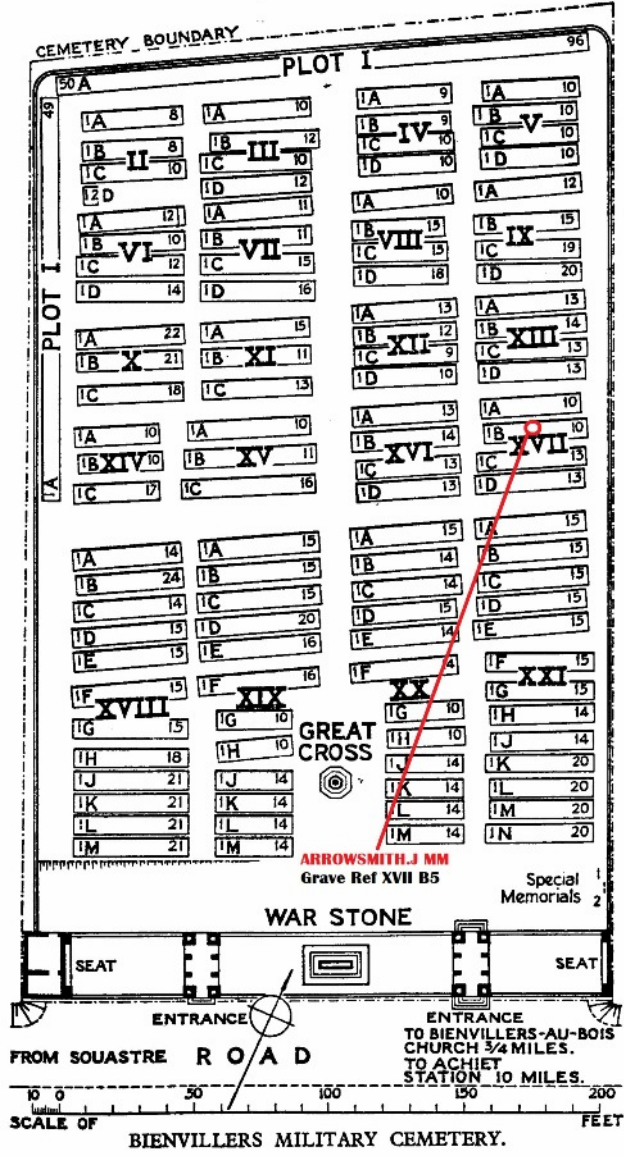 CEMETERY BOUNDARY
50 A PLOT I 96
49 PLOT I 1A
1A 8
1B 8
II
1C 10
12 D
1A 10
1B 12
III
1C 10
1D 12
1A 9
1B 9
IV
1C 10
1D 10
1A 10
1B 10
V
1C 10
1D 10
1A 12
1B 10
VI
1C 12
1D 14
1A 11
1B 11
VII
1C 15
1D 16
1A 10
1B 15
VIII
1C 15
1D 18
1A 12
1B 15
IX
1C 19
1D 20
1A 22
1B X 21
1C 18
1A 15
1B XI 11
1C 13
1A 13
1B 12
XII
1C 9
1D 10
1A 13
1B 14
XIII
1C 13
1D 13
1A 10
1B XIV 10
1C 17
1A 10
1B XV 11
1C 16
1A 13
1B 14
XVI
1C 13
1D 13
1A 10
1B 10
XVII
1C 13
1D 13
1A 14
1B 24
1C 14
1D 15
1E 15
1F 15
XVIII
1G 15
1H 18
1J 21
1K 21
1L 21
1M 21
1A 15
1B 15
1C 15
1D 20
1E 16
1F 16
XIX
1G 10
1H 10
1J 14
1K 14
1L 14
1M 14
1A 15
1B 14
1C 14
1D 15
1E 14
1F 4
XX
1G 10
1H 10
1J 14
1K 14
1L 14
1M 14
1A 15
B 15
1C 15
1D 15
1E 15
1F 15
XXI
1G 15
1H 14
1J 14
1K 20
1L 20
1M 20
1N 20
GREAT
CROSS
ARROWSMITH.J MM
Grave Ref XVII B5
Special 1
Memorials 2
WAR STONE
SEAT
SEAT
ENTRANCE
ENTRANCE
FROM SOUASTRE ROAD
TO BIENVILLERS-AU-BOIS
CHURCH 3/4 MILES.
TO ACHIET
STATION 10 MILES.
10 0 50 100 150 200
SCALE OF FEET
BIENVILLERS MILITARY CEMETERY.